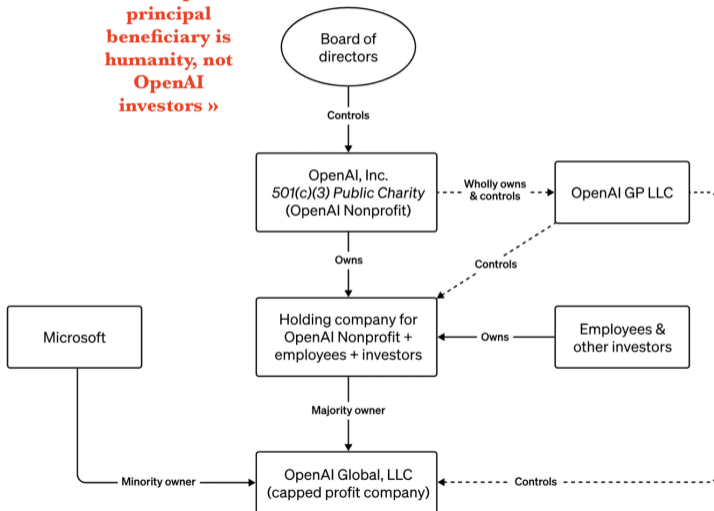 principal
beneficiary is
humanity, not
OpenAI
investors »
Board of
directors
Controls
OpenAI, Inc.
501(c)(3) Public Charity
(OpenAI Nonprofit)
Wholly owns
& controls
OpenAI GP LLC
Owns
Controls
Microsoft
Holding company for
OpenAI Nonprofit +
employees + investors
Owns
Employees &
other investors
Majority owner
Minority owner
OpenAI Global, LLC
(capped profit company)
Controls